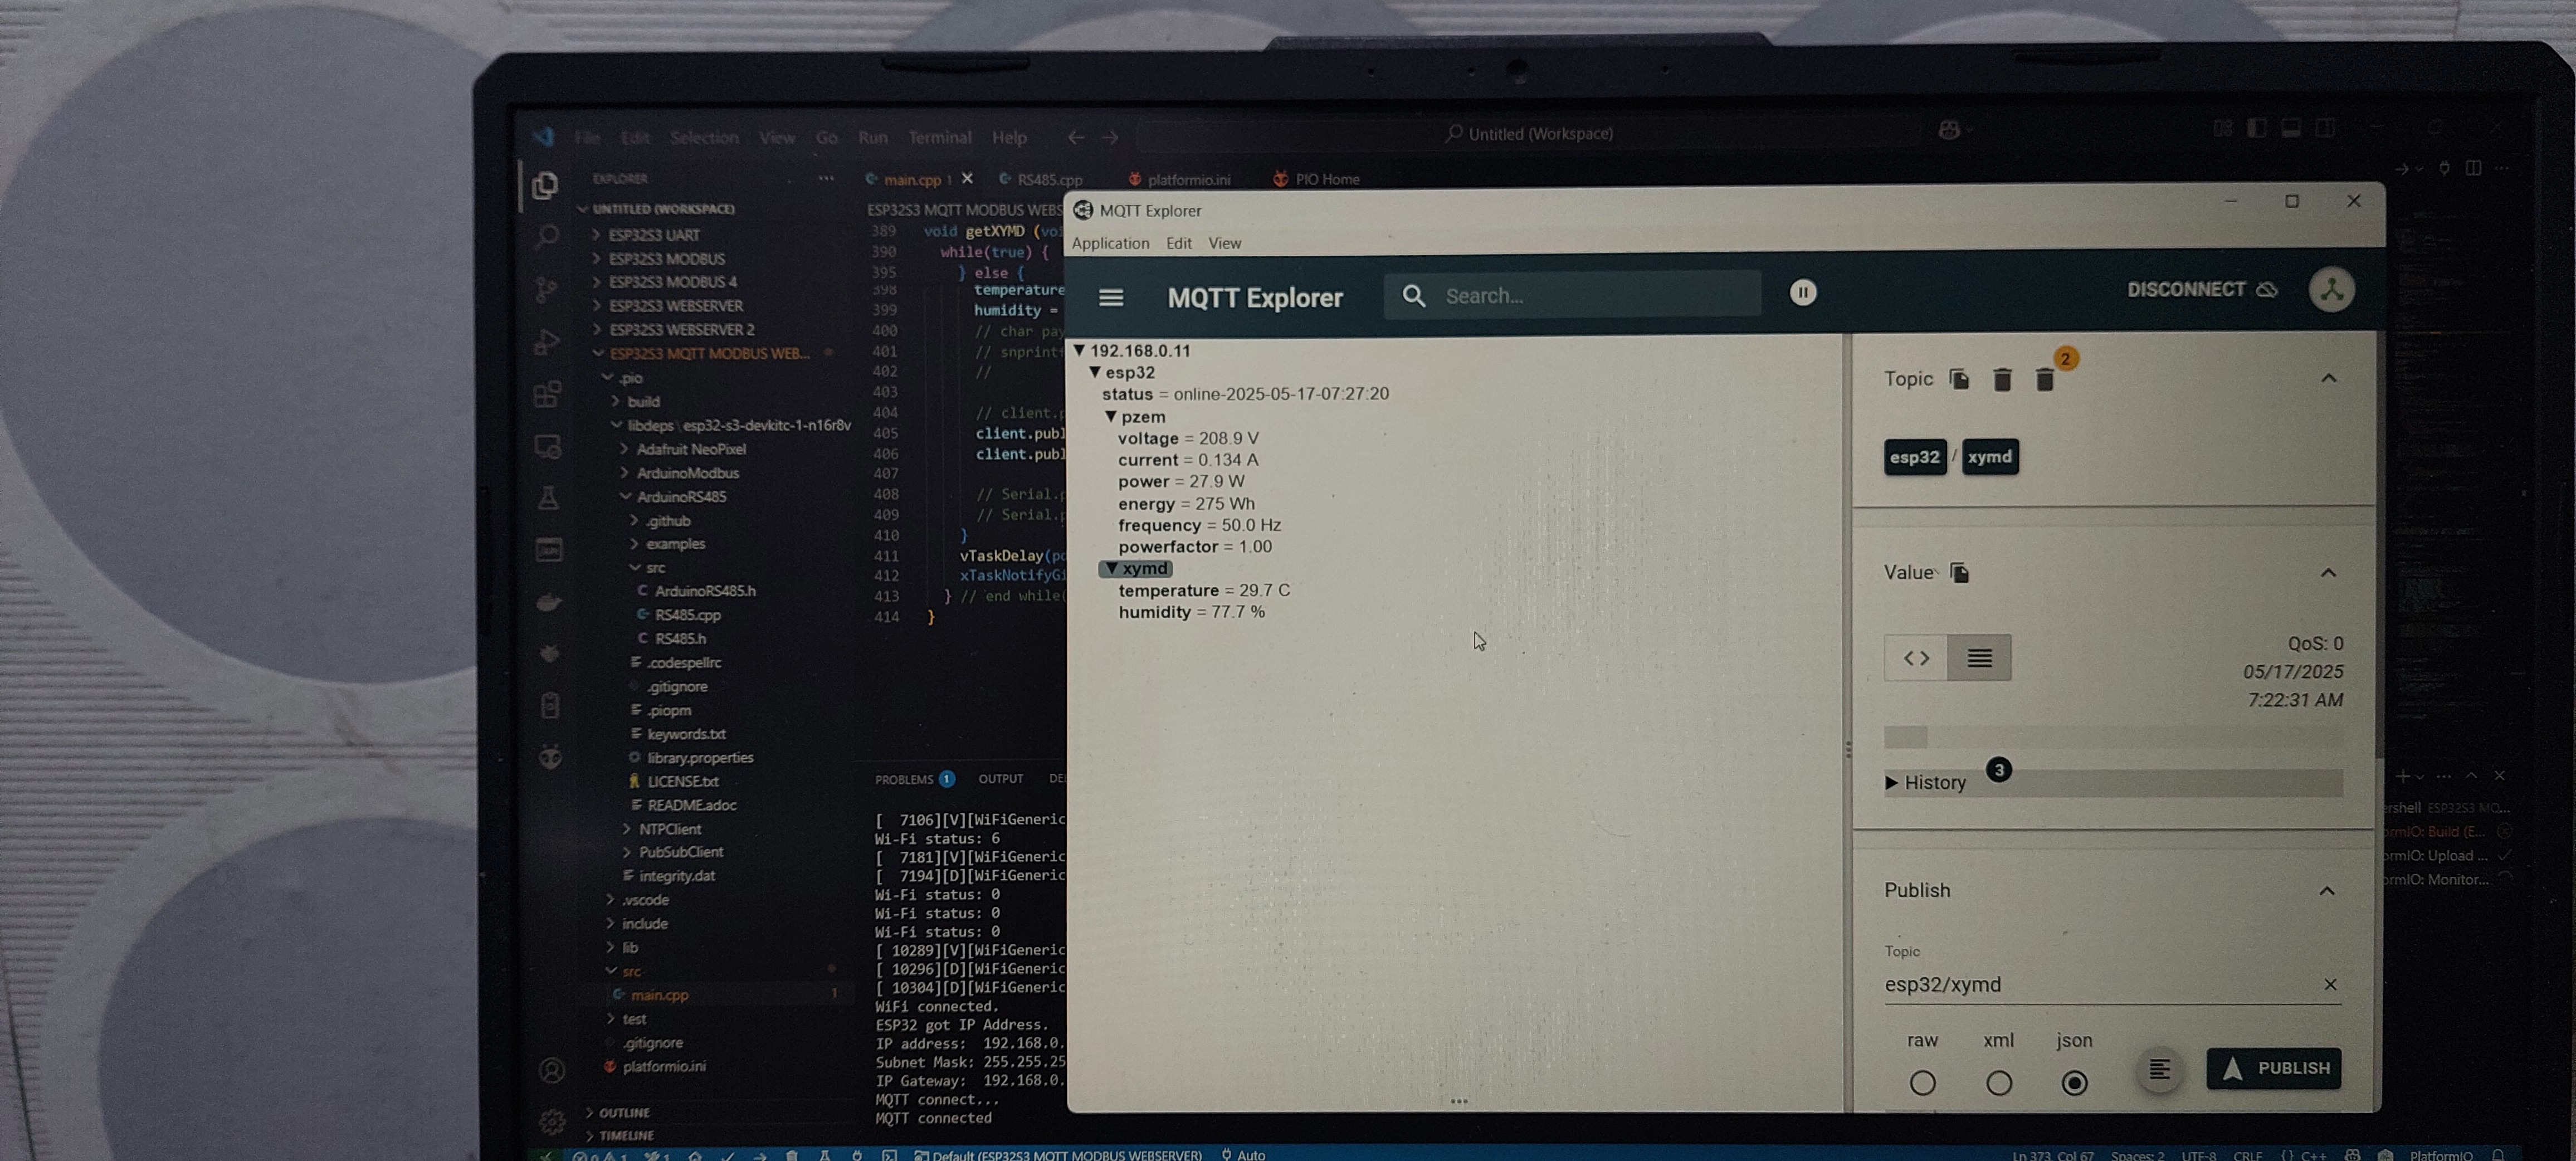 File Edit Selection View Go Run Terminal Help
Untitled (Workspace)
EXPLORER
main.cpp 1
RS485.cpp
platformio.ini
PIO Home
UNTITLED (WORKSPACE)
ESP32S3 UART
ESP32S3 MODBUS
ESP32S3 MODBUS 4
ESP32S3 WEBSERVER
ESP32S3 WEBSERVER 2
ESP32S3 MQTT MODBUS WEB...
.pio
build
libdeps\esp32-s3-devkitc-1-n16r8v
Adafruit NeoPixel
ArduinoModbus
ArduinoRS485
.github
examples
src
ArduinoRS485.h
RS485.cpp
RS485.h
.codespellrc
.gitignore
.piopm
keywords.txt
library.properties
LICENSE.txt
README.adoc
NTPClient
PubSubClient
integrity.dat
.vscode
include
lib
src
main.cpp 1
test
.gitignore
platformio.ini
OUTLINE
TIMELINE
ESP32S3 MQTT MODBUS WEBS
389 void getXYMD (voi
390 while(true) {
395 } else {
398 temperature
399 humidity =
400 // char pay
401 // snprint
402 //
403
404 // client.p
405 client.publ
406 client.publ
407
408 // Serial.p
409 // Serial.p
410 }
411 vTaskDelay(pd
412 xTaskNotifyGi
413 } // end while(
414 }
PROBLEMS 1 OUTPUT DE
[ 7106][V][WiFiGeneric
Wi-Fi status: 6
[ 7181][V][WiFiGeneric
[ 7194][D][WiFiGeneric
Wi-Fi status: 0
Wi-Fi status: 0
Wi-Fi status: 0
[ 10289][V][WiFiGeneric
[ 10296][D][WiFiGeneric
[ 10304][D][WiFiGeneric
WiFi connected.
ESP32 got IP Address.
IP address: 192.168.0.
Subnet Mask: 255.255.25
IP Gateway: 192.168.0.
MQTT connect...
MQTT connected
MQTT Explorer
Application Edit View
MQTT Explorer
Search...
DISCONNECT
192.168.0.11
esp32
status = online-2025-05-17-07:27:20
pzem
voltage = 208.9 V
current = 0.134 A
power = 27.9 W
energy = 275 Wh
frequency = 50.0 Hz
powerfactor = 1.00
xymd
temperature = 29.7 C
humidity = 77.7 %
Topic 2
esp32 / xymd
Value
QoS: 0
05/17/2025
7:22:31 AM
History 3
Publish
Topic
esp32/xymd
raw xml json
PUBLISH
ershell ESP32S3 MQ...
ormIO: Build (E...
ormIO: Upload ...
ormIO: Monitor...
Default (ESP32S3 MQTT MODBUS WEBSERVER) Auto
Ln 373, Col 67 Spaces: 2 UTF-8 CRLF {} C++ PlatformIO